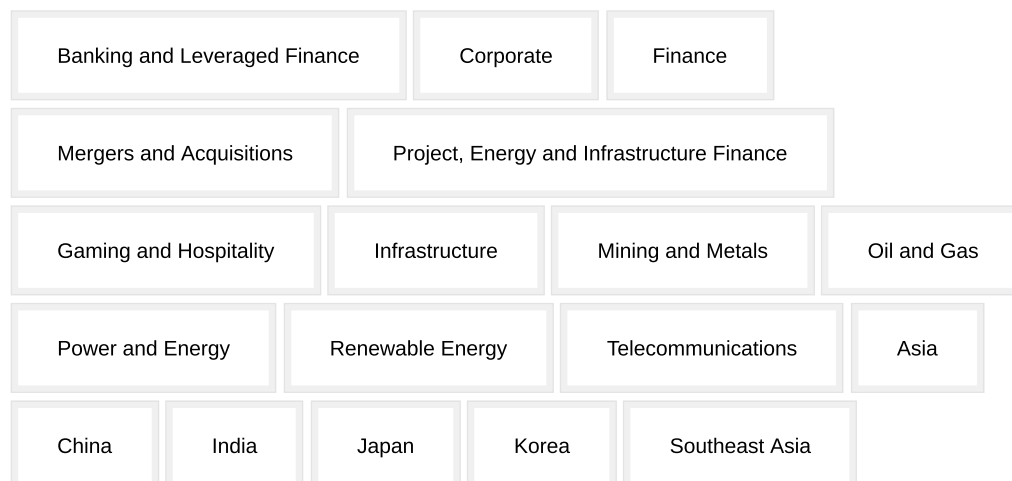 Banking and Leveraged Finance Corporate Finance
Mergers and Acquisitions Project, Energy and Infrastructure Finance
Gaming and Hospitality Infrastructure Mining and Metals Oil and Gas
Power and Energy Renewable Energy Telecommunications Asia
China India Japan Korea Southeast Asia